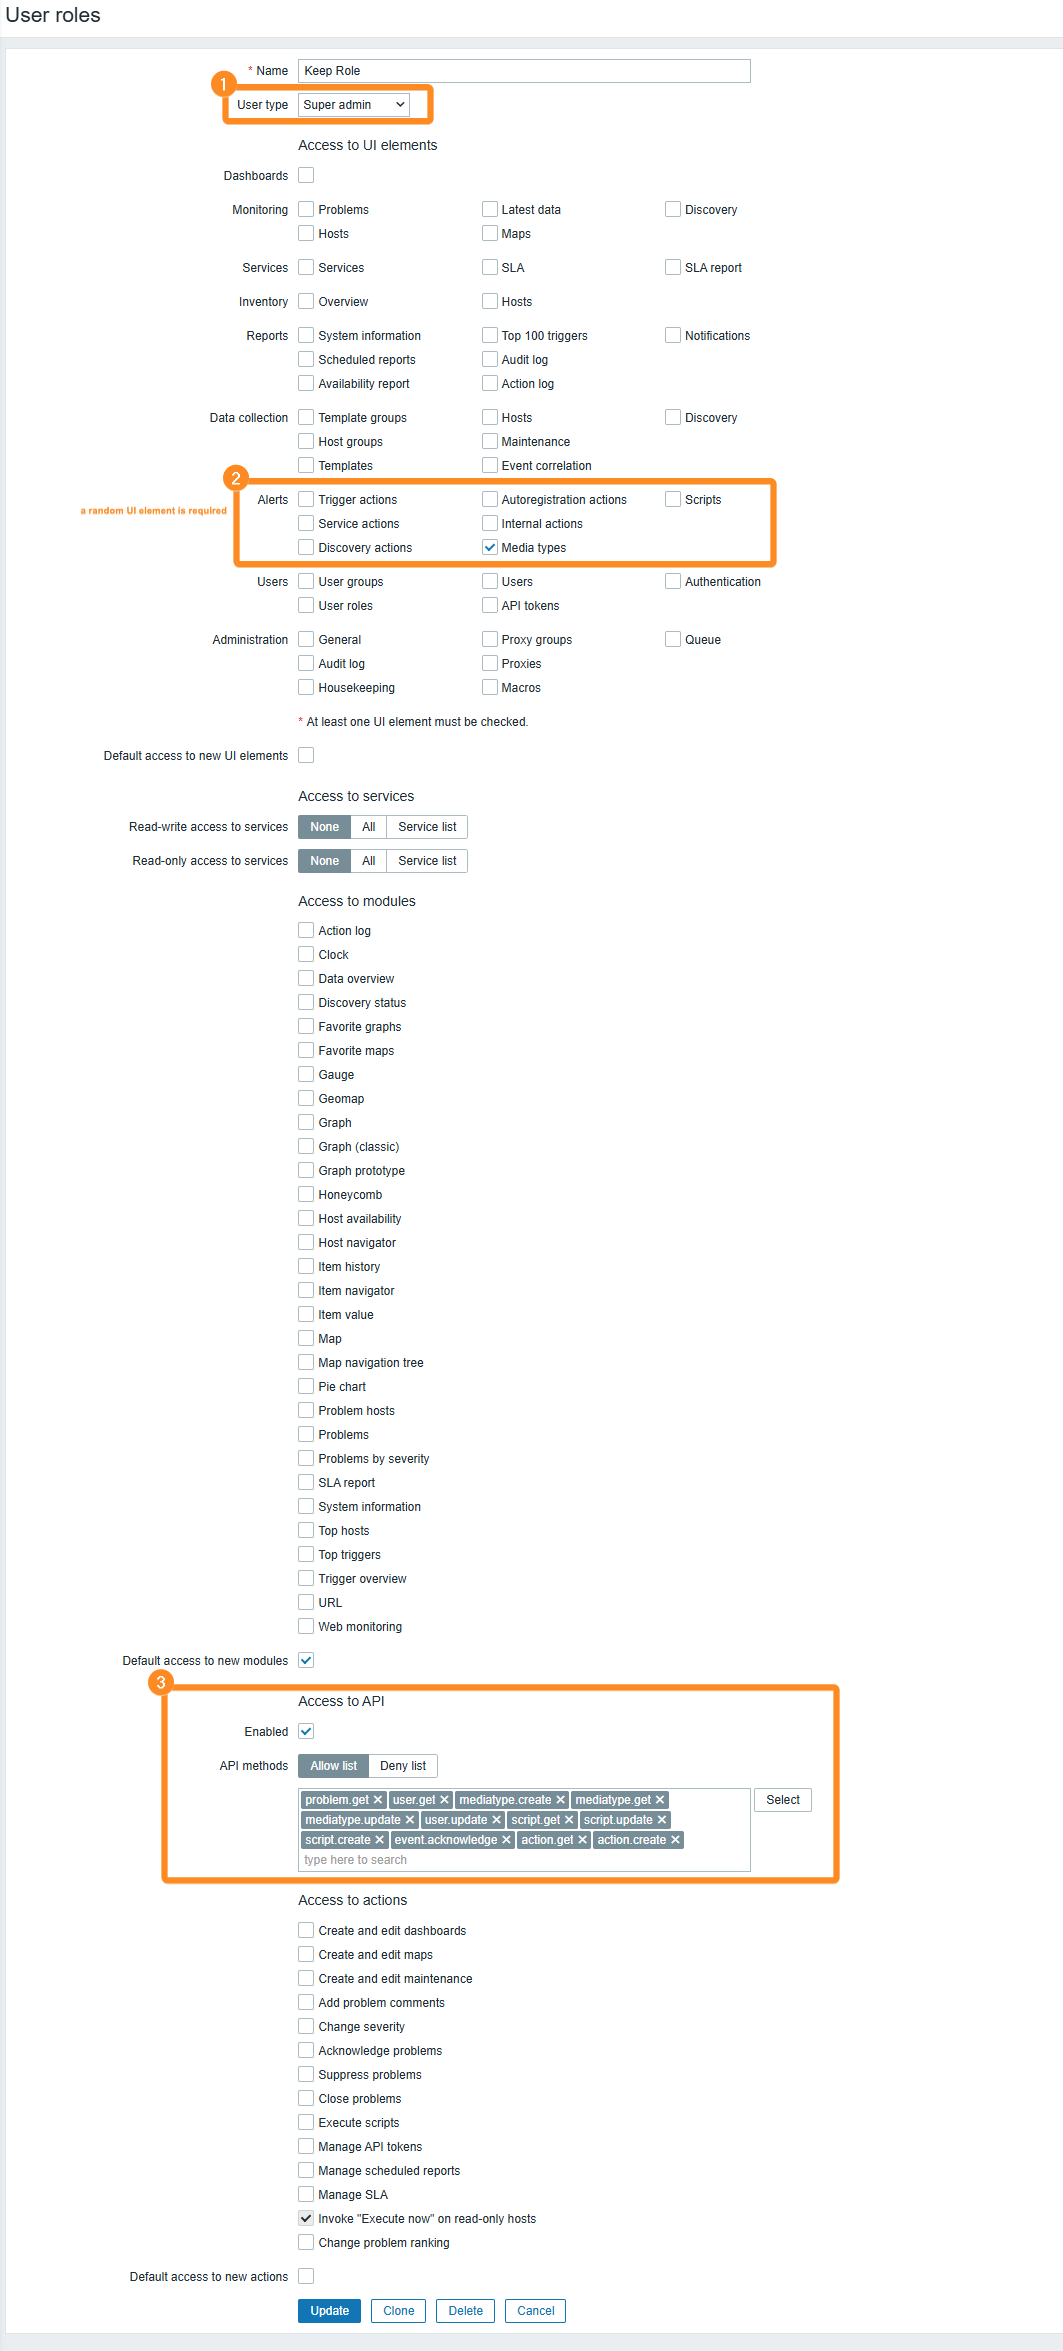 User roles
* Name Keep Role
1
User type Super admin
Access to UI elements
Dashboards
Monitoring Problems Latest data Discovery
Hosts Maps
Services Services SLA SLA report
Inventory Overview Hosts
Reports System information Top 100 triggers Notifications
Scheduled reports Audit log
Availability report Action log
Data collection Template groups Hosts Discovery
Host groups Maintenance
Templates Event correlation
2
Alerts Trigger actions Autoregistration actions Scripts
a random UI element is required
Service actions Internal actions
Discovery actions Media types
Users User groups Users Authentication
User roles API tokens
Administration General Proxy groups Queue
Audit log Proxies
Housekeeping Macros
* At least one UI element must be checked.
Default access to new UI elements
Access to services
Read-write access to services None All Service list
Read-only access to services None All Service list
Access to modules
Action log
Clock
Data overview
Discovery status
Favorite graphs
Favorite maps
Gauge
Geomap
Graph
Graph (classic)
Graph prototype
Honeycomb
Host availability
Host navigator
Item history
Item navigator
Item value
Map
Map navigation tree
Pie chart
Problem hosts
Problems
Problems by severity
SLA report
System information
Top hosts
Top triggers
Trigger overview
URL
Web monitoring
Default access to new modules
3
Access to API
Enabled
API methods Allow list Deny list
problem.get × user.get × mediatype.create × mediatype.get × Select
mediatype.update × user.update × script.get × script.update ×
script.create × event.acknowledge × action.get × action.create ×
type here to search
Access to actions
Create and edit dashboards
Create and edit maps
Create and edit maintenance
Add problem comments
Change severity
Acknowledge problems
Suppress problems
Close problems
Execute scripts
Manage API tokens
Manage scheduled reports
Manage SLA
Invoke "Execute now" on read-only hosts
Change problem ranking
Default access to new actions
Update Clone Delete Cancel